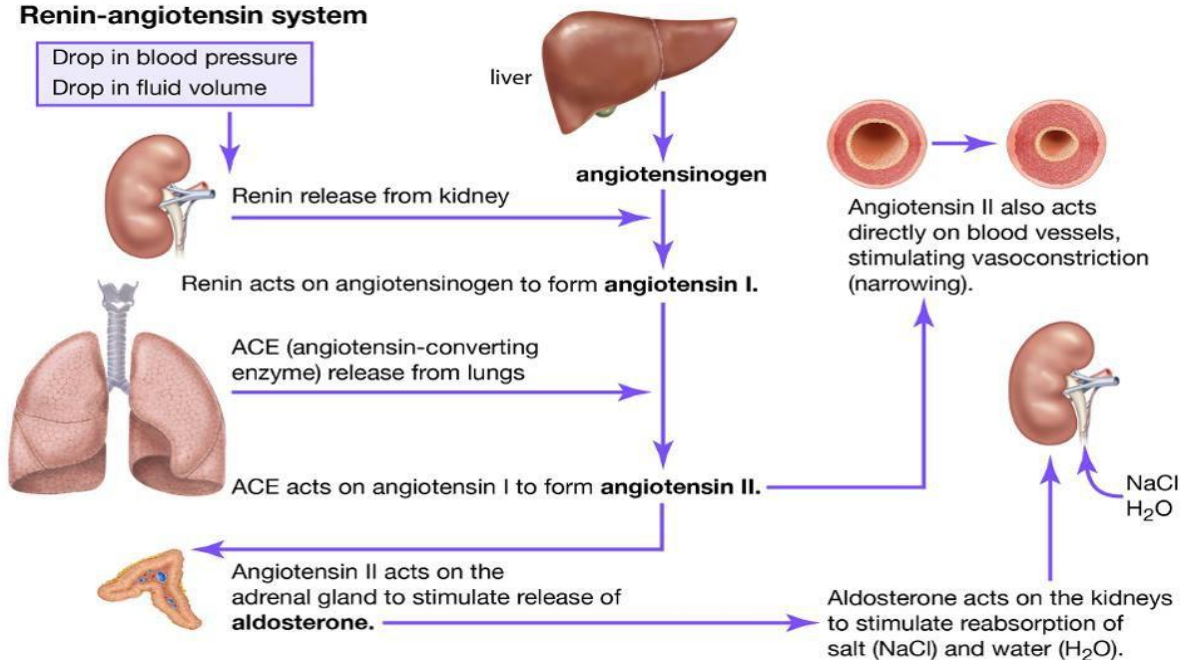 Renin-angiotensin system
Drop in blood pressure
Drop in fluid volume
liver
angiotensinogen
Renin release from kidney
Renin acts on angiotensinogen to form angiotensin I.
ACE (angiotensin-converting
enzyme) release from lungs
ACE acts on angiotensin I to form angiotensin II.
Angiotensin II also acts
directly on blood vessels,
stimulating vasoconstriction
(narrowing).
NaCl
H₂O
Angiotensin II acts on the
adrenal gland to stimulate release of
aldosterone.
Aldosterone acts on the kidneys
to stimulate reabsorption of
salt (NaCl) and water (H₂O).